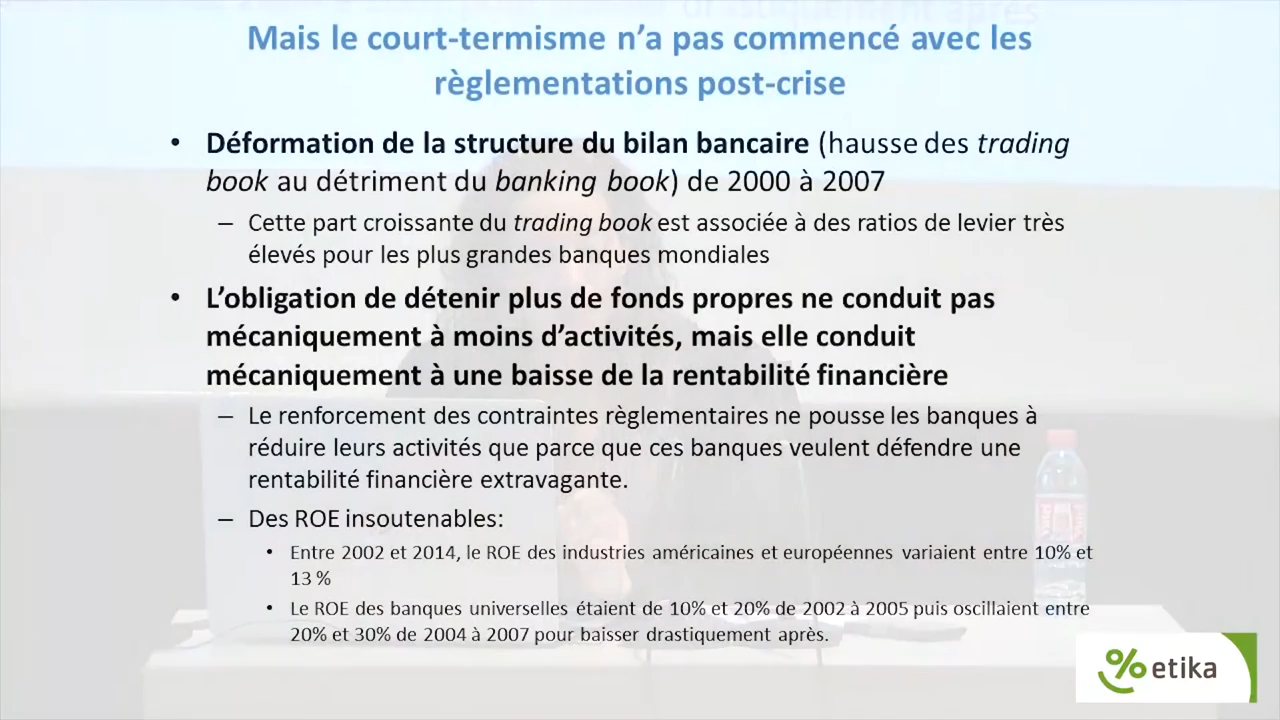 drastiquement après
Mais le court-termisme n’a pas commencé avec les
règlementations post-crise
• Déformation de la structure du bilan bancaire (hausse des trading
book au détriment du banking book) de 2000 à 2007
– Cette part croissante du trading book est associée à des ratios de levier très
élevés pour les plus grandes banques mondiales
• L’obligation de détenir plus de fonds propres ne conduit pas
mécaniquement à moins d’activités, mais elle conduit
mécaniquement à une baisse de la rentabilité financière
– Le renforcement des contraintes règlementaires ne pousse les banques à
réduire leurs activités que parce que ces banques veulent défendre une
rentabilité financière extravagante.
– Des ROE insoutenables:
• Entre 2002 et 2014, le ROE des industries américaines et européennes variaient entre 10% et
13 %
• Le ROE des banques universelles étaient de 10% et 20% de 2002 à 2005 puis oscillaient entre
20% et 30% de 2004 à 2007 pour baisser drastiquement après.
% etika